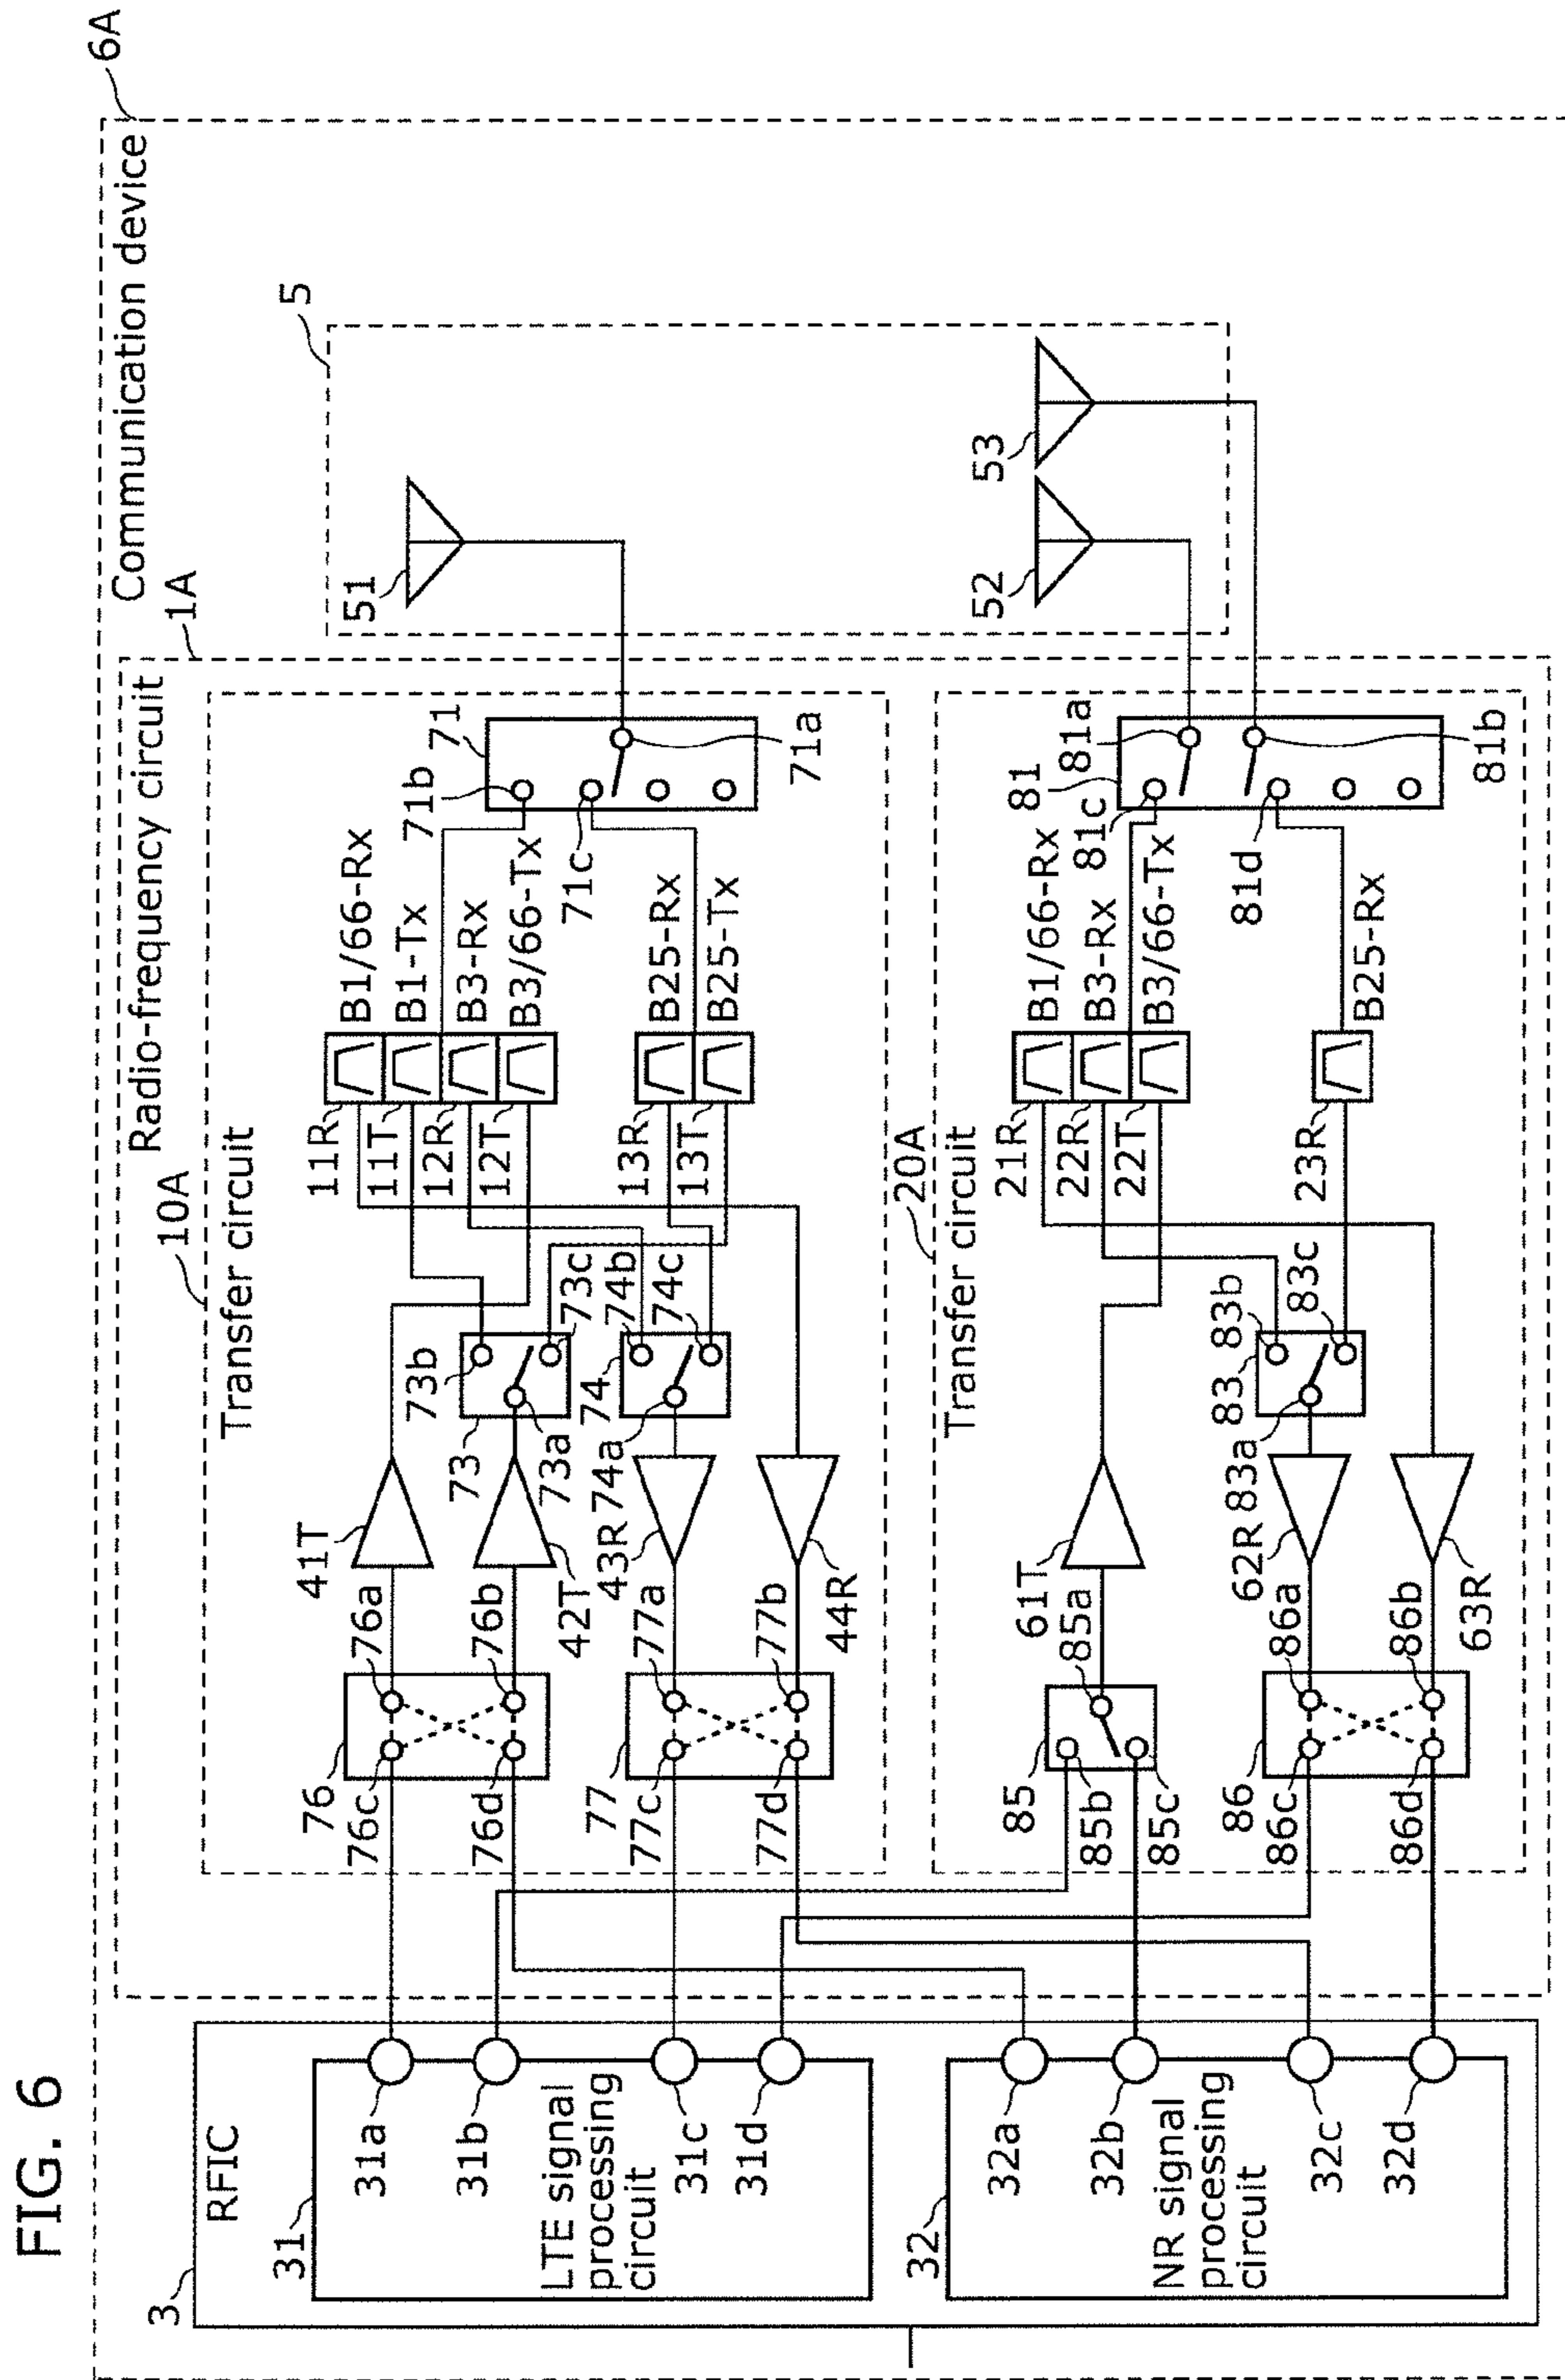 FIG. 6
6A
Communication device
5
51
52
53
1A
Radio-frequency circuit
10A
Transfer circuit
71
71b
71c
71a
B1/66-Rx
B1-Tx
B3-Rx
B3/66-Tx
B25-Rx
B25-Tx
11R
11T
12R
12T
13R
13T
73b
73c
74b
74c
73
73a
74
74a
41T
42T
43R
44R
76a
76b
77a
77b
76
76c
76d
77
77c
77d
20A
Transfer circuit
81
81a
81c
81d
81b
B1/66-Rx
B3-Rx
B3/66-Tx
B25-Rx
21R
22R
22T
23R
83
83b
83c
83a
61T
62R
63R
85a
86a
86b
85
85b
85c
86
86c
86d
3
RFIC
31
31a
31b
31c
31d
LTE signal
processing
circuit
32
32a
32b
32c
32d
NR signal
processing
circuit